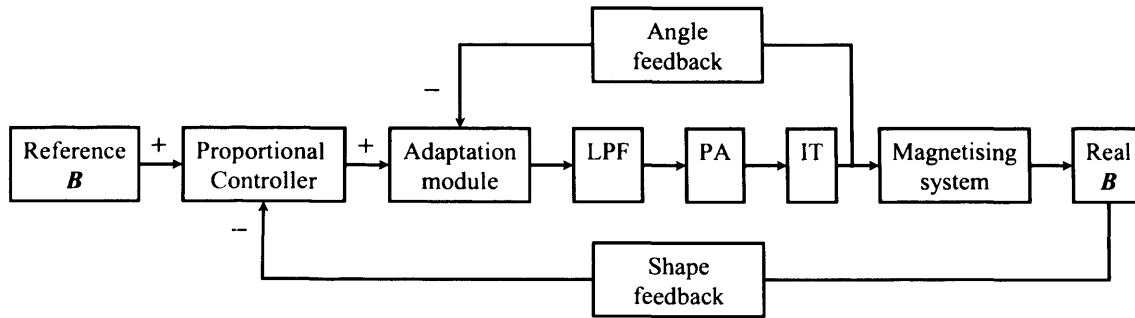 Angle
feedback
−
+
+
Reference
B
Proportional
Controller
Adaptation
module
LPF
PA
IT
Magnetising
system
Real
B
−
Shape
feedback